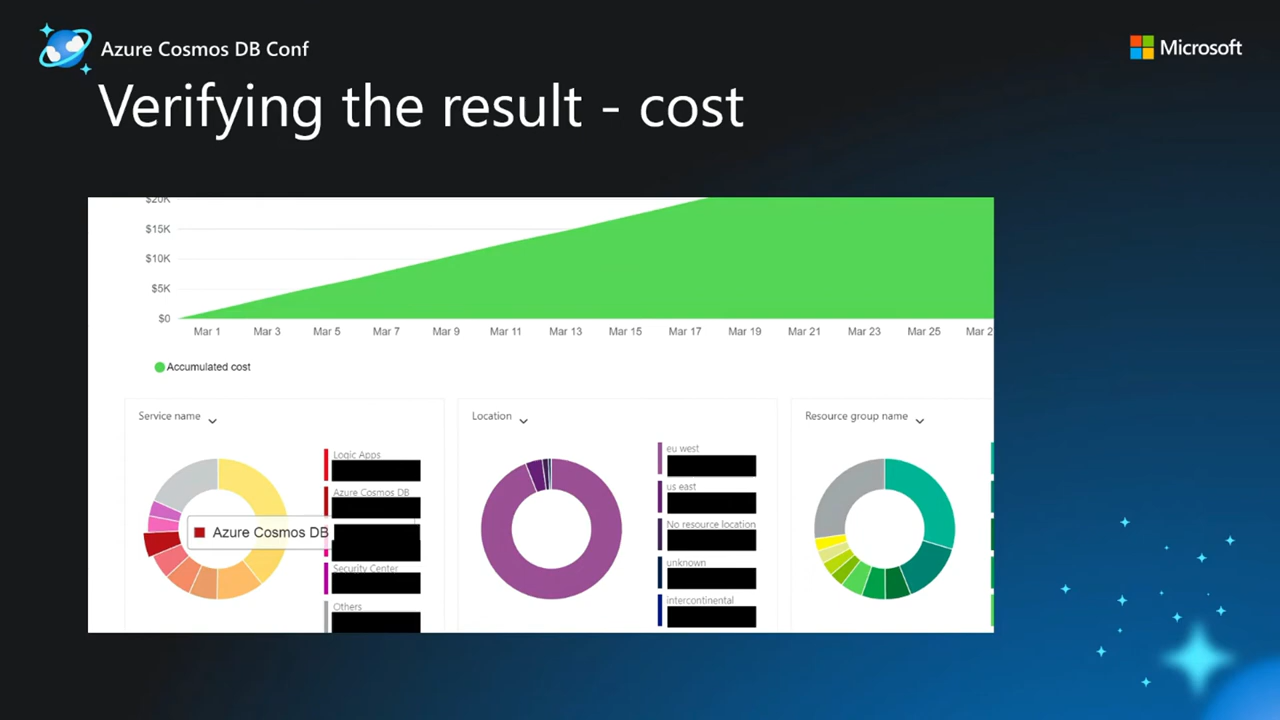 Azure Cosmos DB Conf
Microsoft
Verifying the result - cost
$20K
$15K
$10K
$5K
$0
Mar 1 Mar 3 Mar 5 Mar 7 Mar 9 Mar 11 Mar 13 Mar 15 Mar 17 Mar 19 Mar 21 Mar 23 Mar 25 Mar 2
Accumulated cost
Service name
Logic Apps
Azure Cosmos DB
Azure Cosmos DB
Security Center
Others
Location
eu west
us east
No resource location
unknown
intercontinental
Resource group name